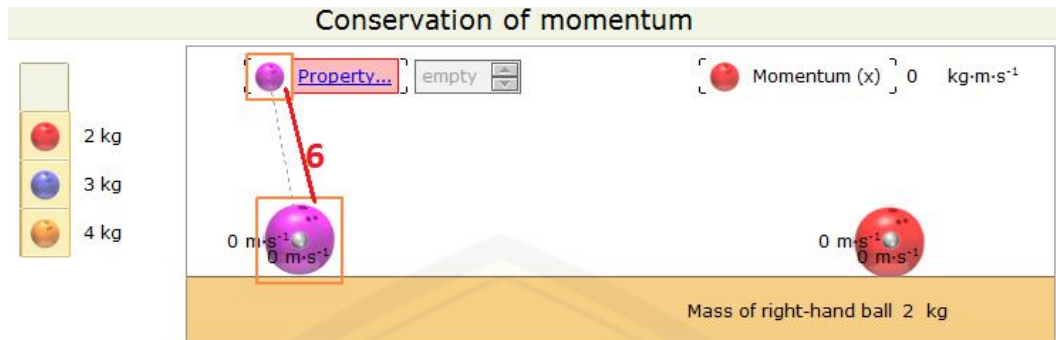 Conservation of momentum
Property... empty
Momentum (x) 0 kg·m·s⁻¹
2 kg
3 kg
4 kg
6
0 m·s⁻¹
0 m·s⁻¹
0 m·s⁻¹
0 m·s⁻¹
Mass of right-hand ball 2 kg